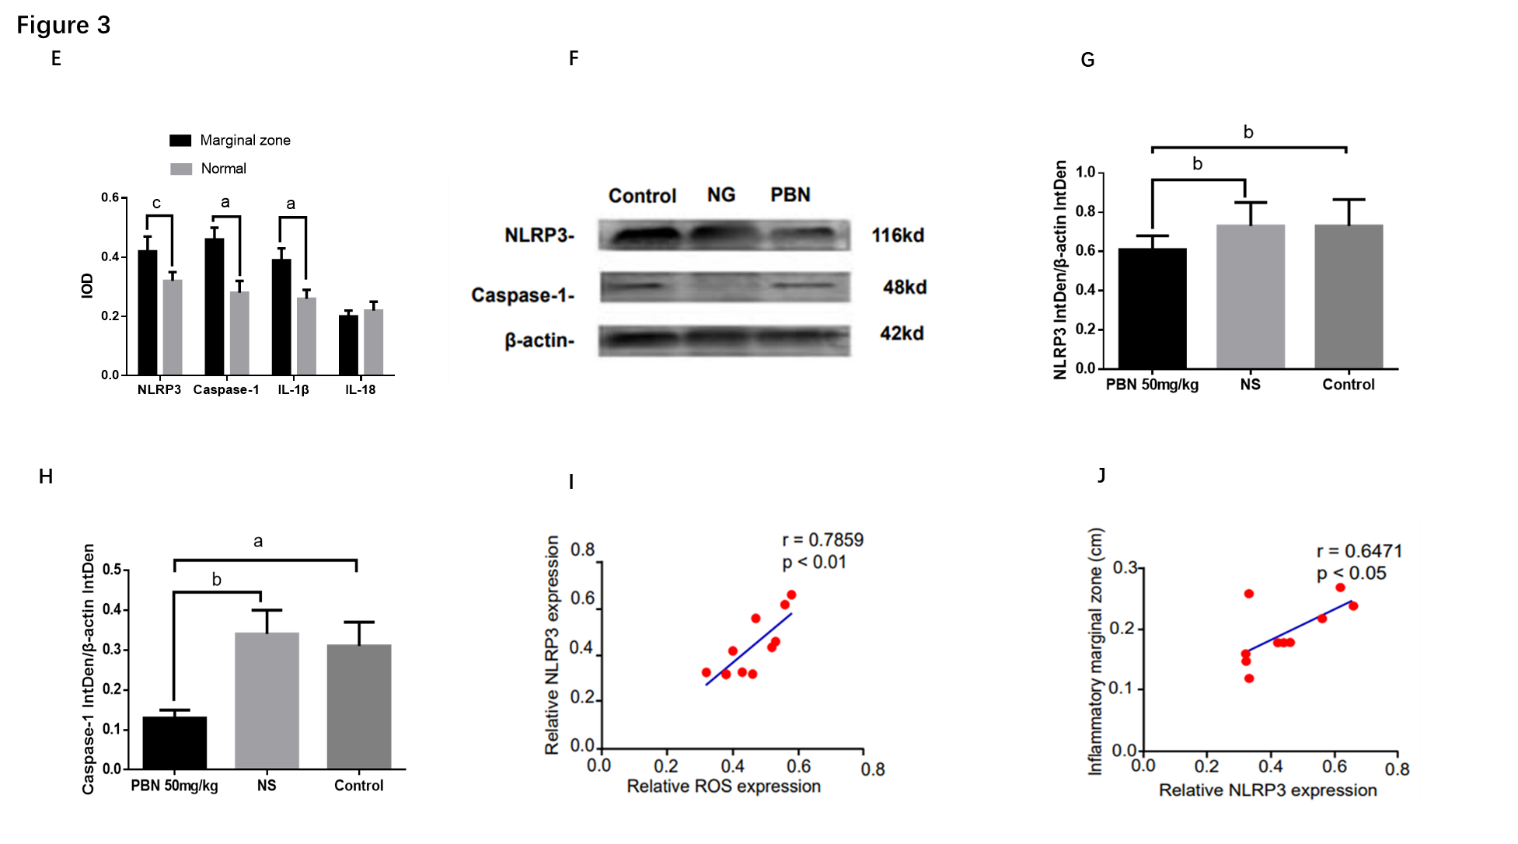 Figure 3
E
Marginal zone
Normal
IOD
0.6
0.4
0.2
0.0
c
a
a
NLRP3 Caspase-1 IL-1β IL-18
F
Control NG PBN
NLRP3- 116kd
Caspase-1- 48kd
β-actin- 42kd
G
NLRP3 IntDen/β-actin IntDen
1.0
0.8
0.6
0.4
0.2
0.0
b
b
PBN 50mg/kg NS Control
H
Caspase-1 IntDen/β-actin IntDen
0.5
0.4
0.3
0.2
0.1
0.0
a
b
PBN 50mg/kg NS Control
I
Relative NLRP3 expression
0.8
0.6
0.4
0.2
0.0
r = 0.7859
p < 0.01
0.0 0.2 0.4 0.6 0.8
Relative ROS expression
J
Inflammatory marginal zone (cm)
0.3
0.2
0.1
0.0
r = 0.6471
p < 0.05
0.0 0.2 0.4 0.6 0.8
Relative NLRP3 expression